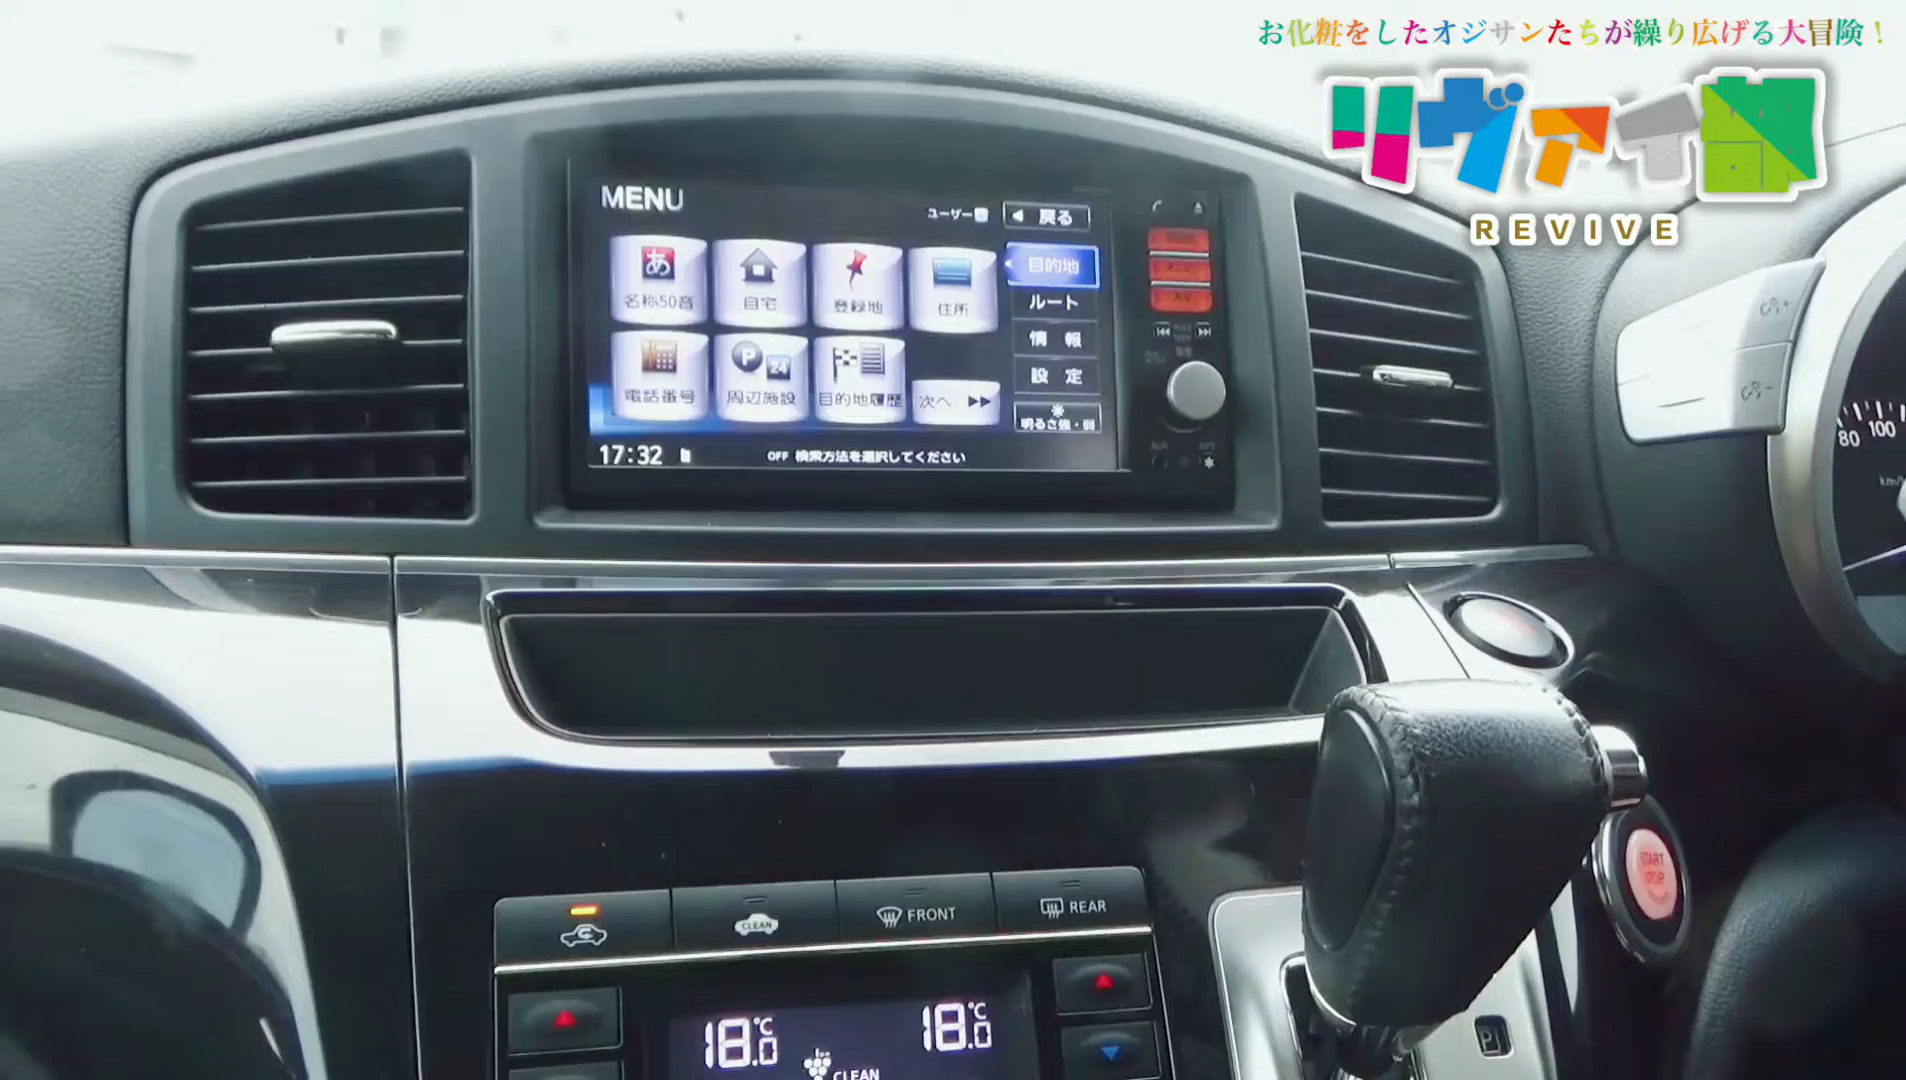 お化粧をしたオジサンたちが繰り広げる大冒険！
リヴァイ
REVIVE
MENU
ユーザー
戻る
名称50音
自宅
登録地
住所
目的地
ルート
情報
設定
電話番号
周辺施設
目的地履歴
次へ
明るさ強・弱
17:32
OFF 検索方法を選択してください
80 100
CLEAN
FRONT
REAR
START
STOP
18.0℃
18.0℃
CLEAN
P